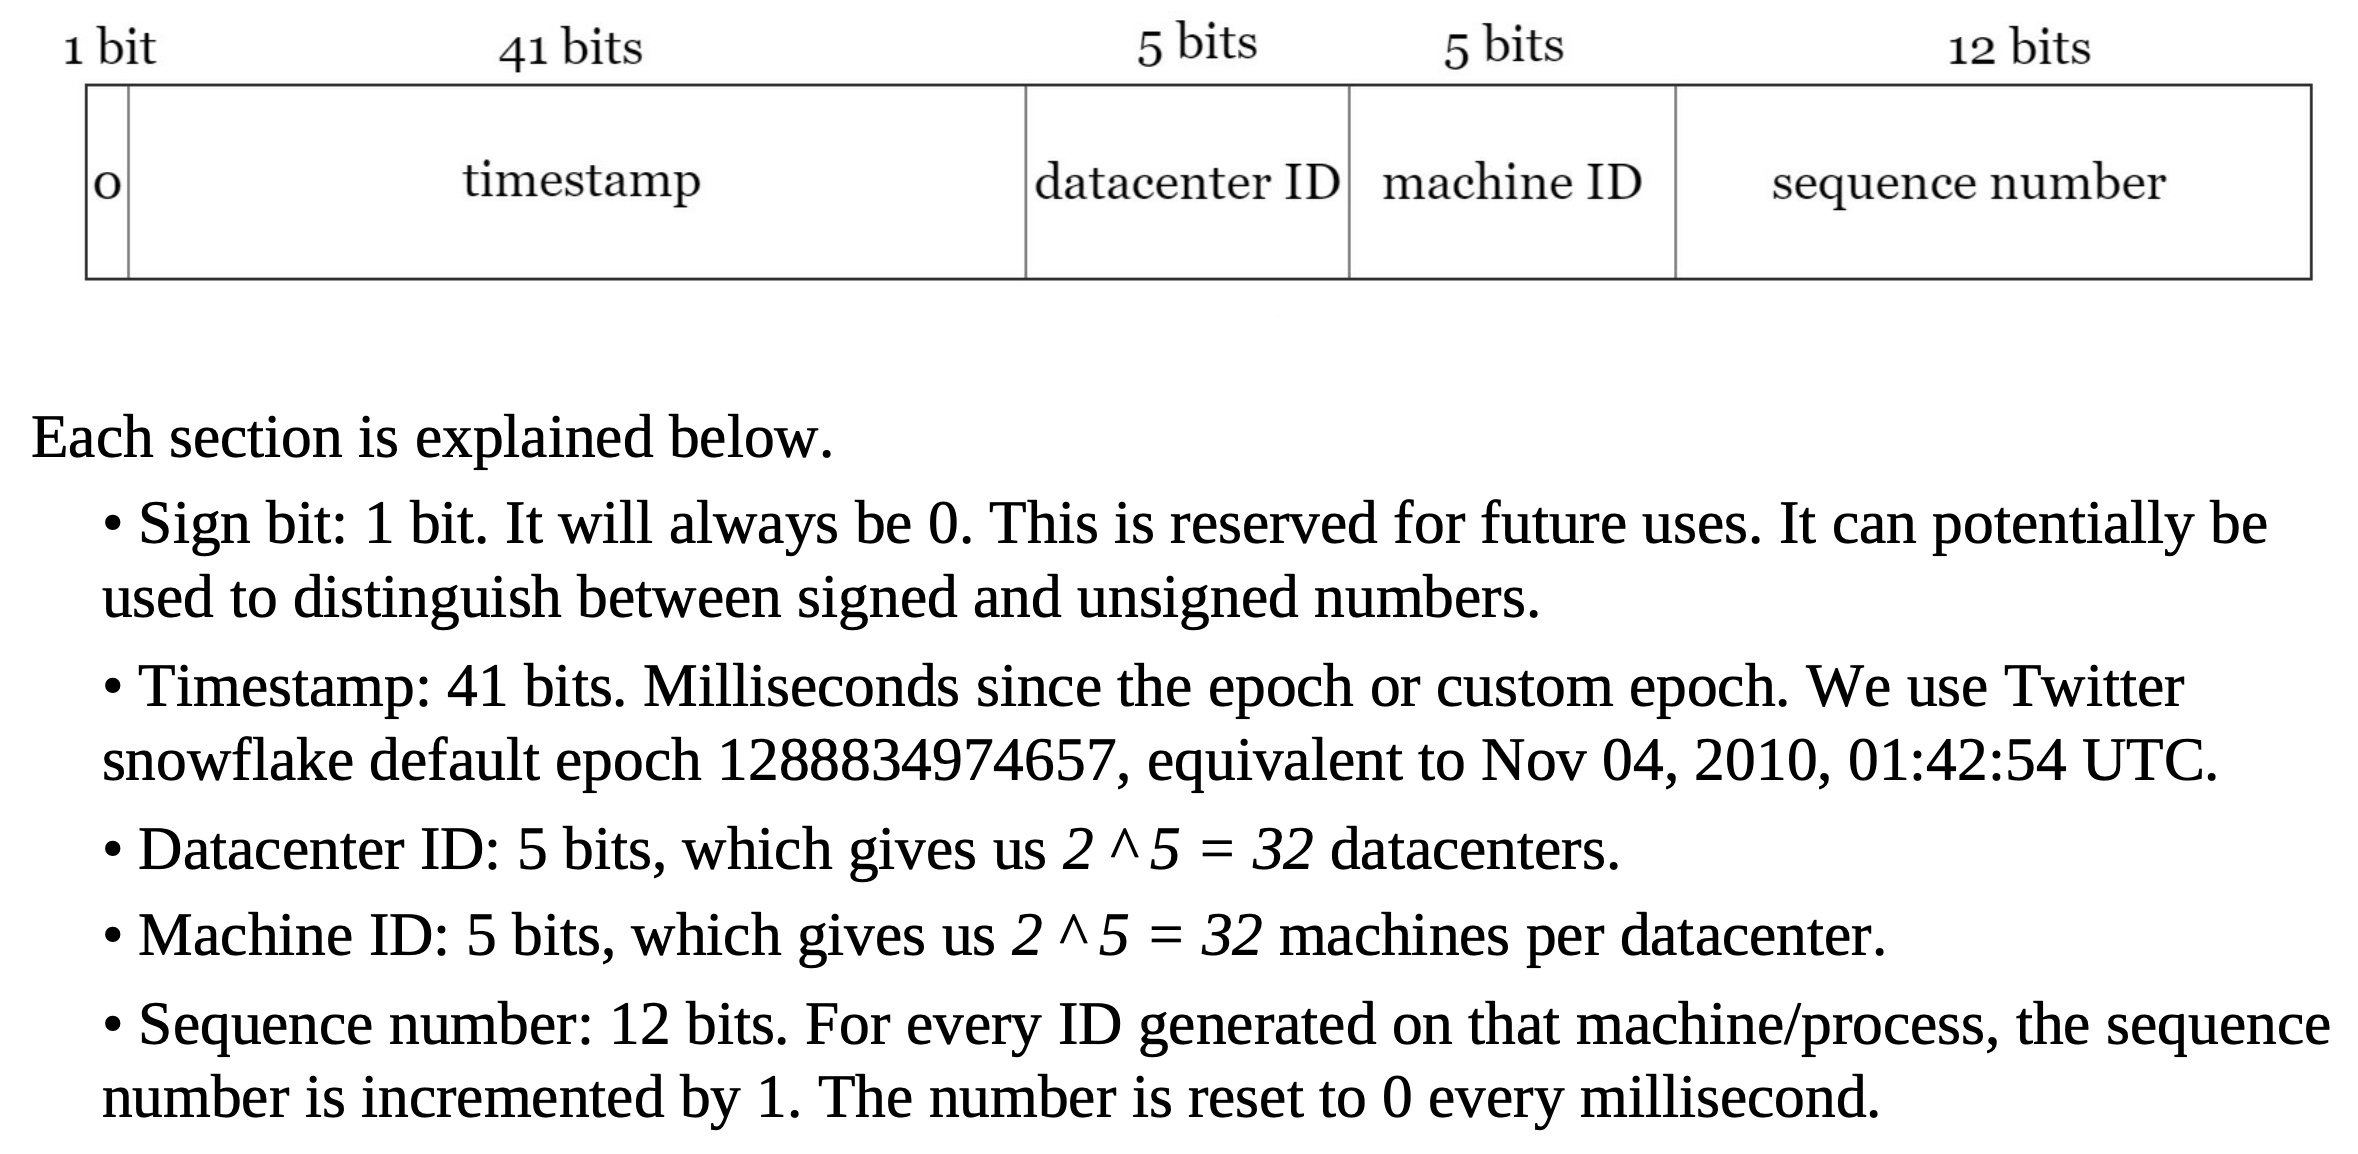 1 bit 41 bits 5 bits 5 bits 12 bits
0 timestamp datacenter ID machine ID sequence number
Each section is explained below.
• Sign bit: 1 bit. It will always be 0. This is reserved for future uses. It can potentially be
used to distinguish between signed and unsigned numbers.
• Timestamp: 41 bits. Milliseconds since the epoch or custom epoch. We use Twitter
snowflake default epoch 1288834974657, equivalent to Nov 04, 2010, 01:42:54 UTC.
• Datacenter ID: 5 bits, which gives us 2 ^ 5 = 32 datacenters.
• Machine ID: 5 bits, which gives us 2 ^ 5 = 32 machines per datacenter.
• Sequence number: 12 bits. For every ID generated on that machine/process, the sequence
number is incremented by 1. The number is reset to 0 every millisecond.